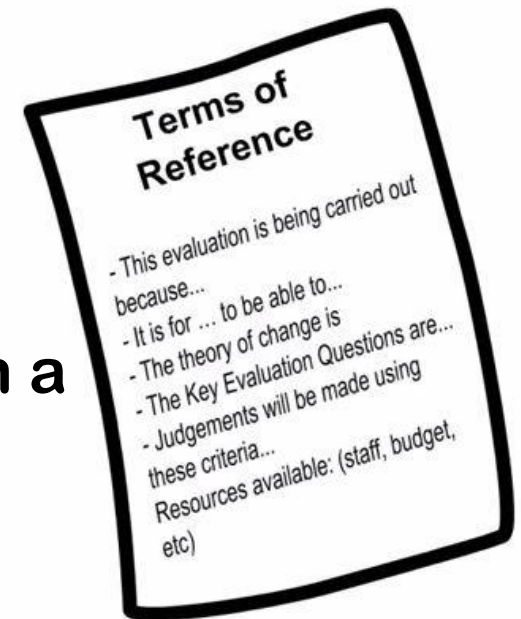 Terms of
Reference
- This evaluation is being carried out
because...
- It is for ... to be able to...
- The theory of change is
- The Key Evaluation Questions are...
- Judgements will be made using
these criteria...
Resources available: (staff, budget,
etc)
a